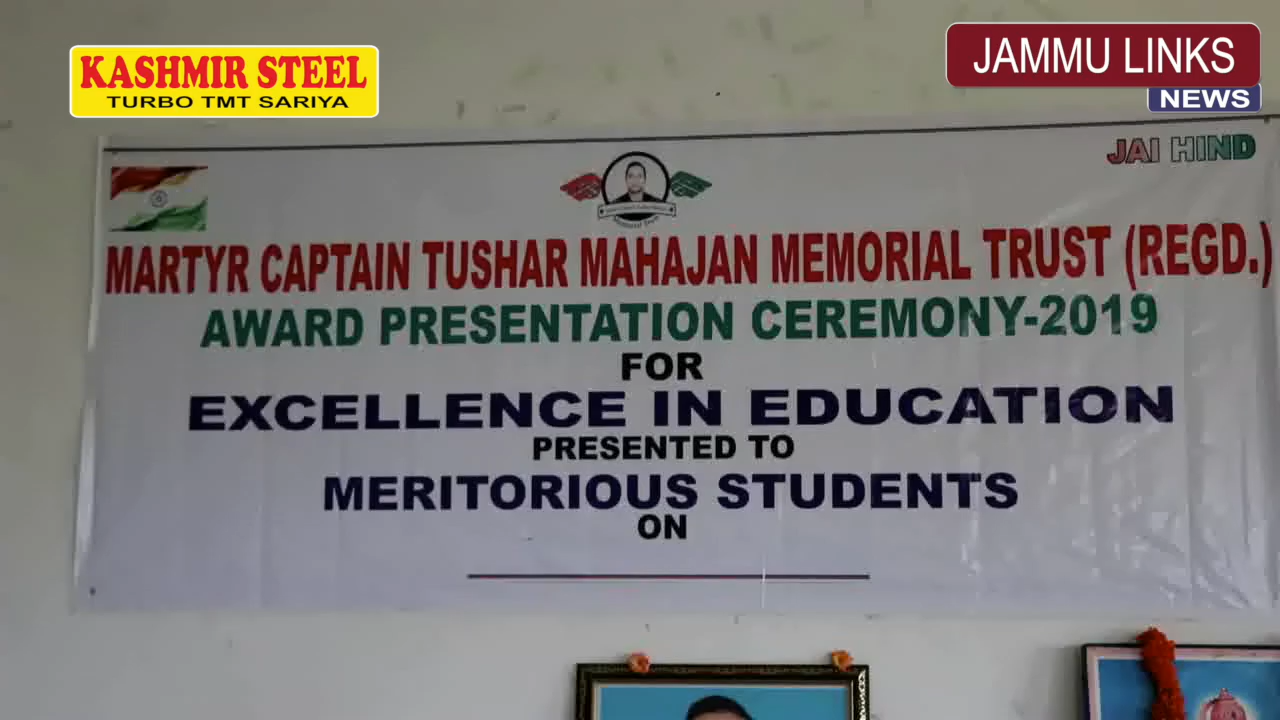 KASHMIR STEEL
TURBO TMT SARIYA
JAMMU LINKS
NEWS
JAI HIND
MARTYR CAPTAIN TUSHAR MAHAJAN MEMORIAL TRUST (REGD.)
AWARD PRESENTATION CEREMONY-2019
FOR
EXCELLENCE IN EDUCATION
PRESENTED TO
MERITORIOUS STUDENTS
ON